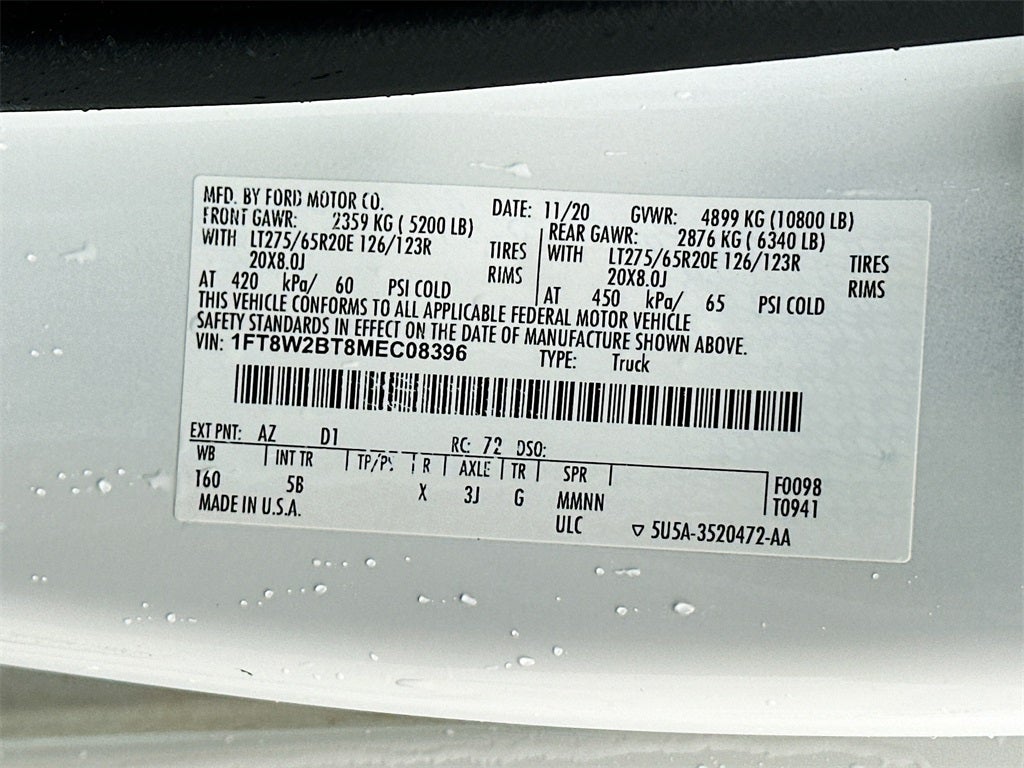 MFD. BY FORD MOTOR CO. DATE: 11/20 GVWR: 4899 KG (10800 LB)
FRONT GAWR: 2359 KG ( 5200 LB) REAR GAWR: 2876 KG ( 6340 LB)
WITH LT275/65R20E 126/123R TIRES WITH LT275/65R20E 126/123R TIRES
20X8.0J RIMS 20X8.0J RIMS
AT 420 kPa/ 60 PSI COLD AT 450 kPa/ 65 PSI COLD
THIS VEHICLE CONFORMS TO ALL APPLICABLE FEDERAL MOTOR VEHICLE
SAFETY STANDARDS IN EFFECT ON THE DATE OF MANUFACTURE SHOWN ABOVE.
VIN: 1FT8W2BT8MEC08396 TYPE: Truck
EXT PNT: AZ D1 RC: 72 DSO:
WB INT TR TP/PS R AXLE TR SPR F0098
160 5B X 3J G MMNN T0941
MADE IN U.S.A. ULC ▽ 5U5A-3520472-AA